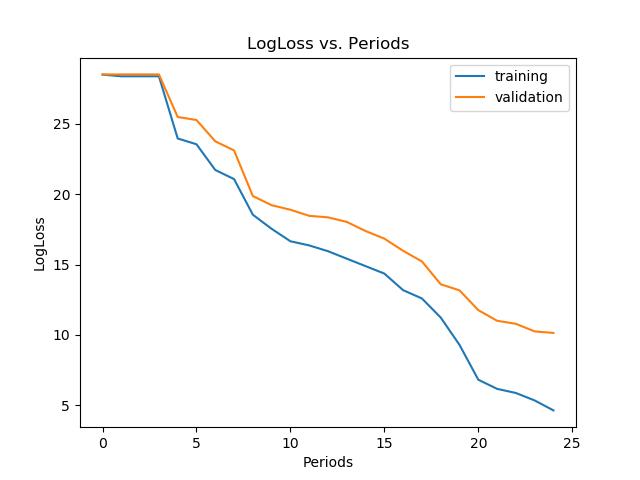 LogLoss vs. Periods
training
validation
LogLoss
25
20
15
10
5
0 5 10 15 20 25
Periods